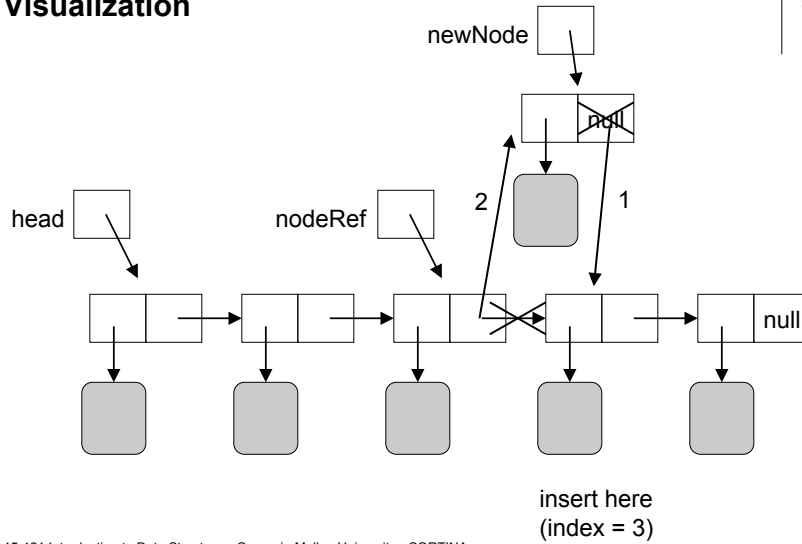 Visualization
newNode
null
head
nodeRef
2
1
null
insert here
(index = 3)